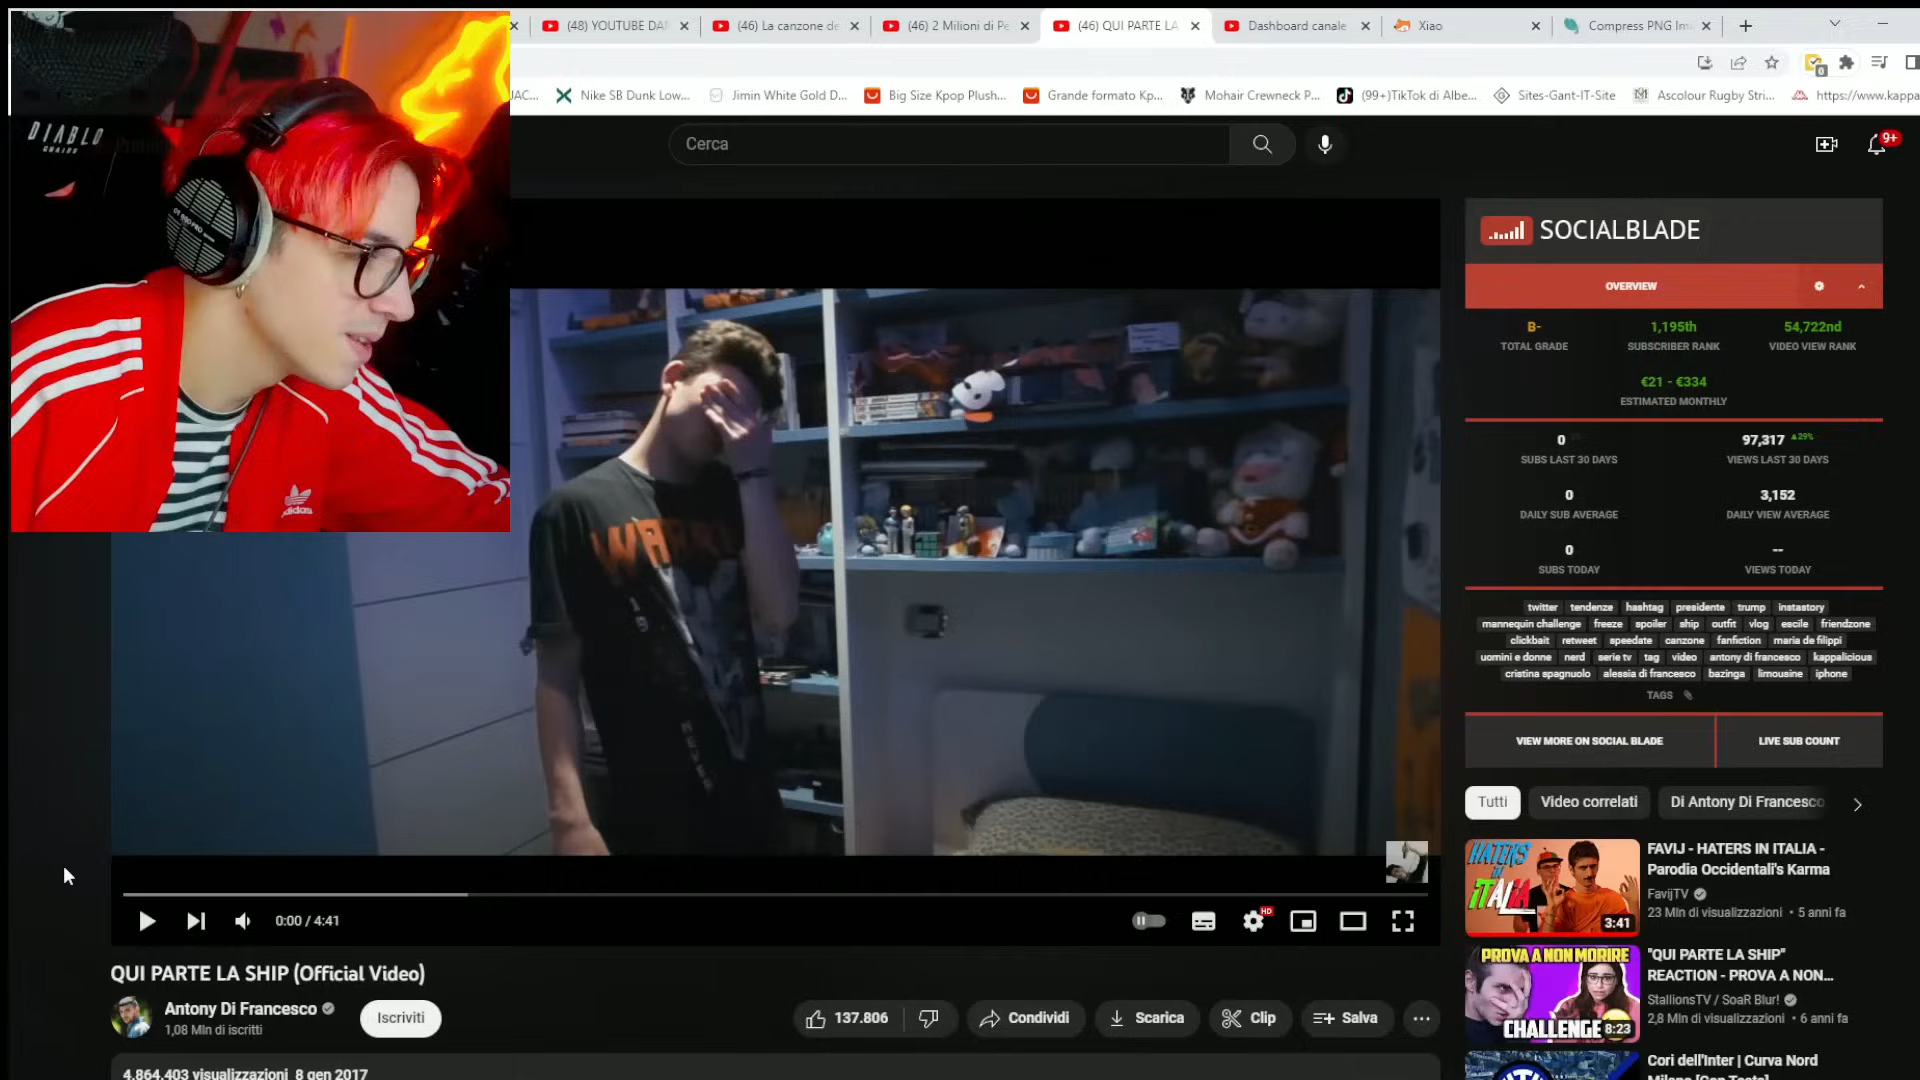 (48) YOUTUBE DA
(46) La canzone de
(46) 2 Milioni di Pe
(46) QUI PARTE LA
Dashboard canale
Xiao
Compress PNG Im
0
JAC...
Nike SB Dunk Low...
Jimin White Gold D...
Big Size Kpop Plush...
Grande formato Kp...
Mohair Crewneck P...
(99+)TikTok di Albe...
Sites-Gant-IT-Site
Ascolour Rugby Stri...
https://www.kappa
DIABLO
CHAIRS
adidas
Cerca
9+
SOCIALBLADE
OVERVIEW
B-
1,195th
54,722nd
TOTAL GRADE
SUBSCRIBER RANK
VIDEO VIEW RANK
€21 - €334
ESTIMATED MONTHLY
0
97,317 ▲29%
SUBS LAST 30 DAYS
VIEWS LAST 30 DAYS
0
3,152
DAILY SUB AVERAGE
DAILY VIEW AVERAGE
0
--
SUBS TODAY
VIEWS TODAY
twitter tendenze hashtag presidente trump instastory
mannequin challenge freeze spoiler ship outfit vlog escile friendzone
clickbait retweet speedate canzone fanfiction maria de filippi
uomini e donne nerd serie tv tag video antony di francesco kappalicious
cristina spagnuolo alessia di francesco bazinga limousine iphone
TAGS
VIEW MORE ON SOCIAL BLADE
LIVE SUB COUNT
Tutti
Video correlati
Di Antony Di Francesco
HATERS IN ITALIA
3:41
FAVIJ - HATERS IN ITALIA -
Parodia Occidentali's Karma
FavijTV
23 Mln di visualizzazioni • 5 anni fa
PROVA A NON MORIRE
CHALLENGE
8:23
"QUI PARTE LA SHIP"
REACTION - PROVA A NON...
StallionsTV / SoaR Blur!
2,8 Mln di visualizzazioni • 6 anni fa
Cori dell'Inter | Curva Nord
0:00 / 4:41
HD
QUI PARTE LA SHIP (Official Video)
Antony Di Francesco
1,08 Mln di iscritti
Iscriviti
137.806
Condividi
Scarica
Clip
Salva
4.864.403 visualizzazioni 8 gen 2017